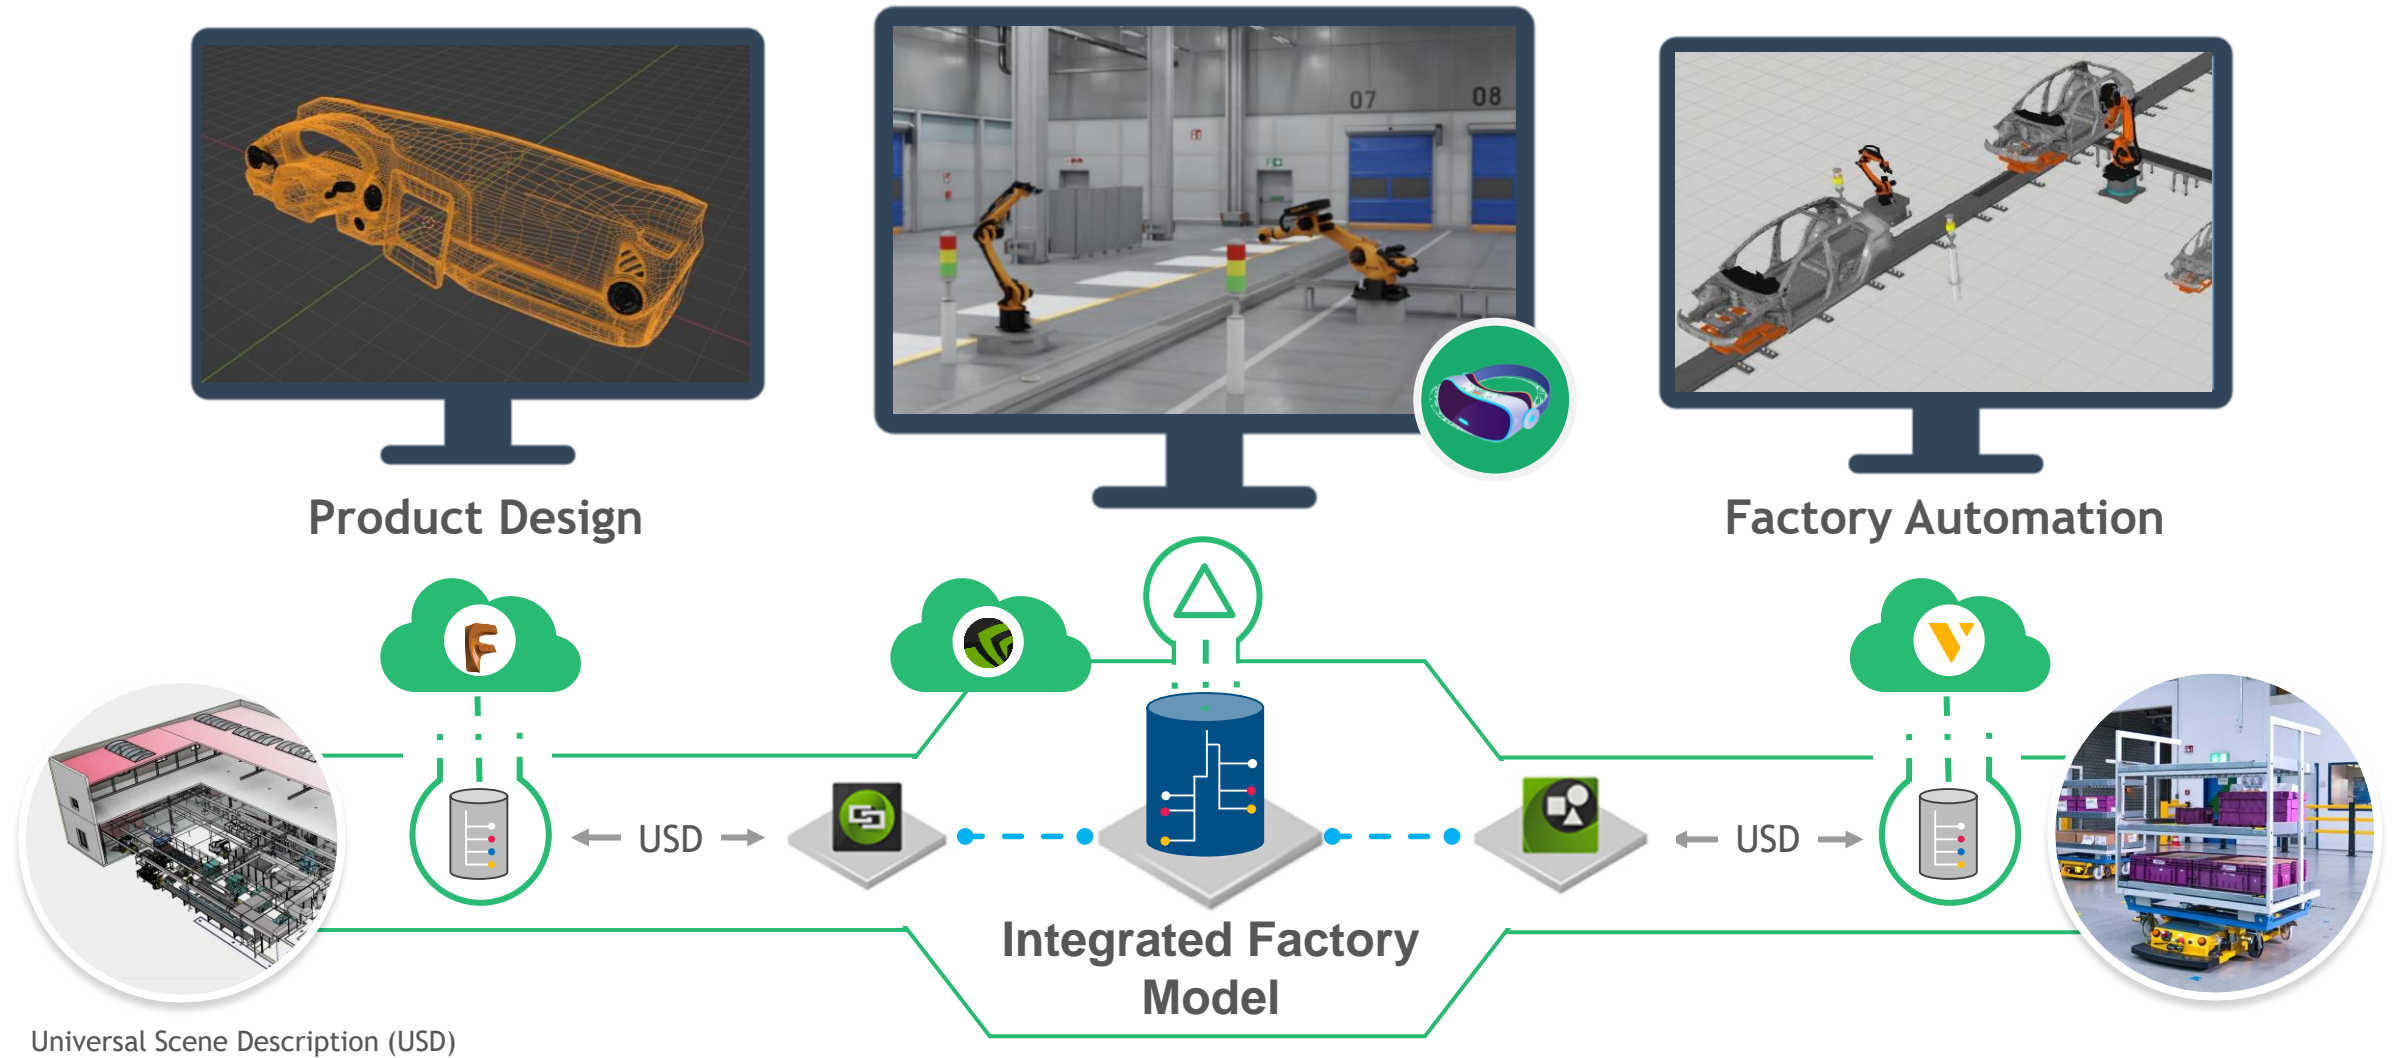 07
08
Product Design
Factory Automation
USD
USD
Integrated Factory
Model
Universal Scene Description (USD)